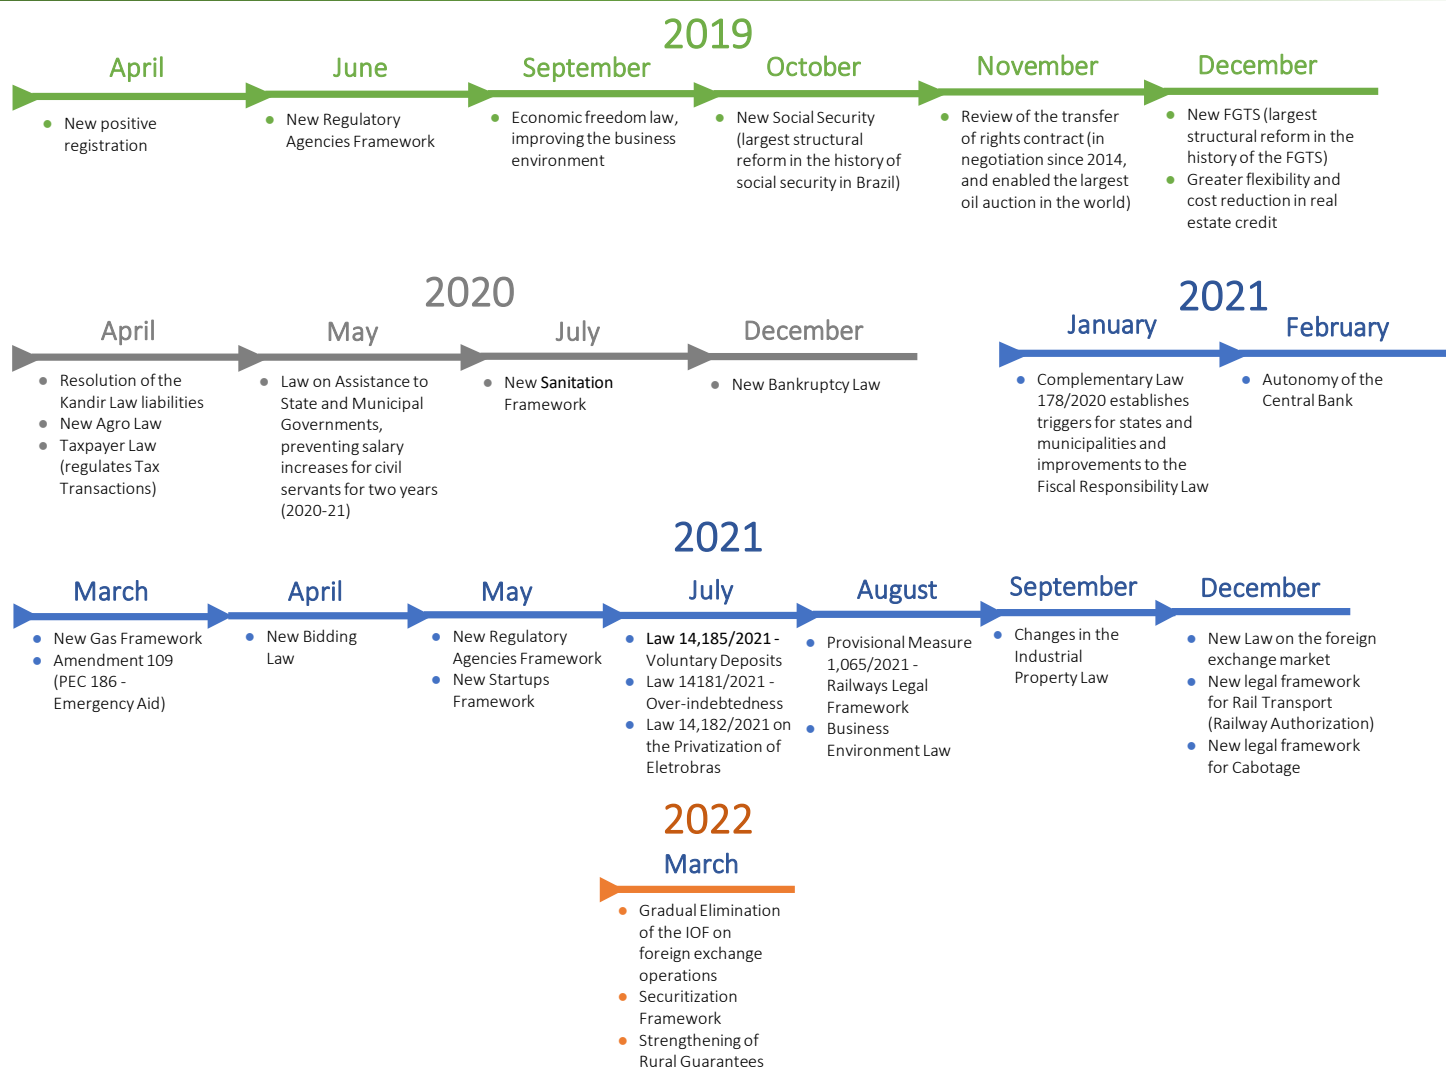 2019
April
New positive
registration
June
New Regulatory
Agencies Framework
September
Economic freedom law,
improving the business
environment
October
New Social Security
(largest structural
reform in the history of
social security in Brazil)
November
Review of the transfer
of rights contract (in
negotiation since 2014,
and enabled the largest
oil auction in the world)
December
New FGTS (largest
structural reform in the
history of the FGTS)
Greater flexibility and
cost reduction in real
estate credit
2020
April
Resolution of the
Kandir Law liabilities
New Agro Law
Taxpayer Law
(regulates Tax
Transactions)
May
Law on Assistance to
State and Municipal
Governments,
preventing salary
increases for civil
servants for two years
(2020-21)
July
New Sanitation
Framework
December
New Bankruptcy Law
2021
January
Complementary Law
178/2020 establishes
triggers for states and
municipalities and
improvements to the
Fiscal Responsibility Law
February
Autonomy of the
Central Bank
2021
March
New Gas Framework
Amendment 109
(PEC 186 -
Emergency Aid)
April
New Bidding
Law
May
New Regulatory
Agencies Framework
New Startups
Framework
July
Law 14,185/2021 -
Voluntary Deposits
Law 14181/2021 -
Over-indebtedness
Law 14,182/2021 on
the Privatization of
Eletrobras
August
Provisional Measure
1,065/2021 -
Railways Legal
Framework
Business
Environment Law
September
Changes in the
Industrial
Property Law
December
New Law on the foreign
exchange market
New legal framework
for Rail Transport
(Railway Authorization)
New legal framework
for Cabotage
2022
March
Gradual Elimination
of the IOF on
foreign exchange
operations
Securitization
Framework
Strengthening of
Rural Guarantees